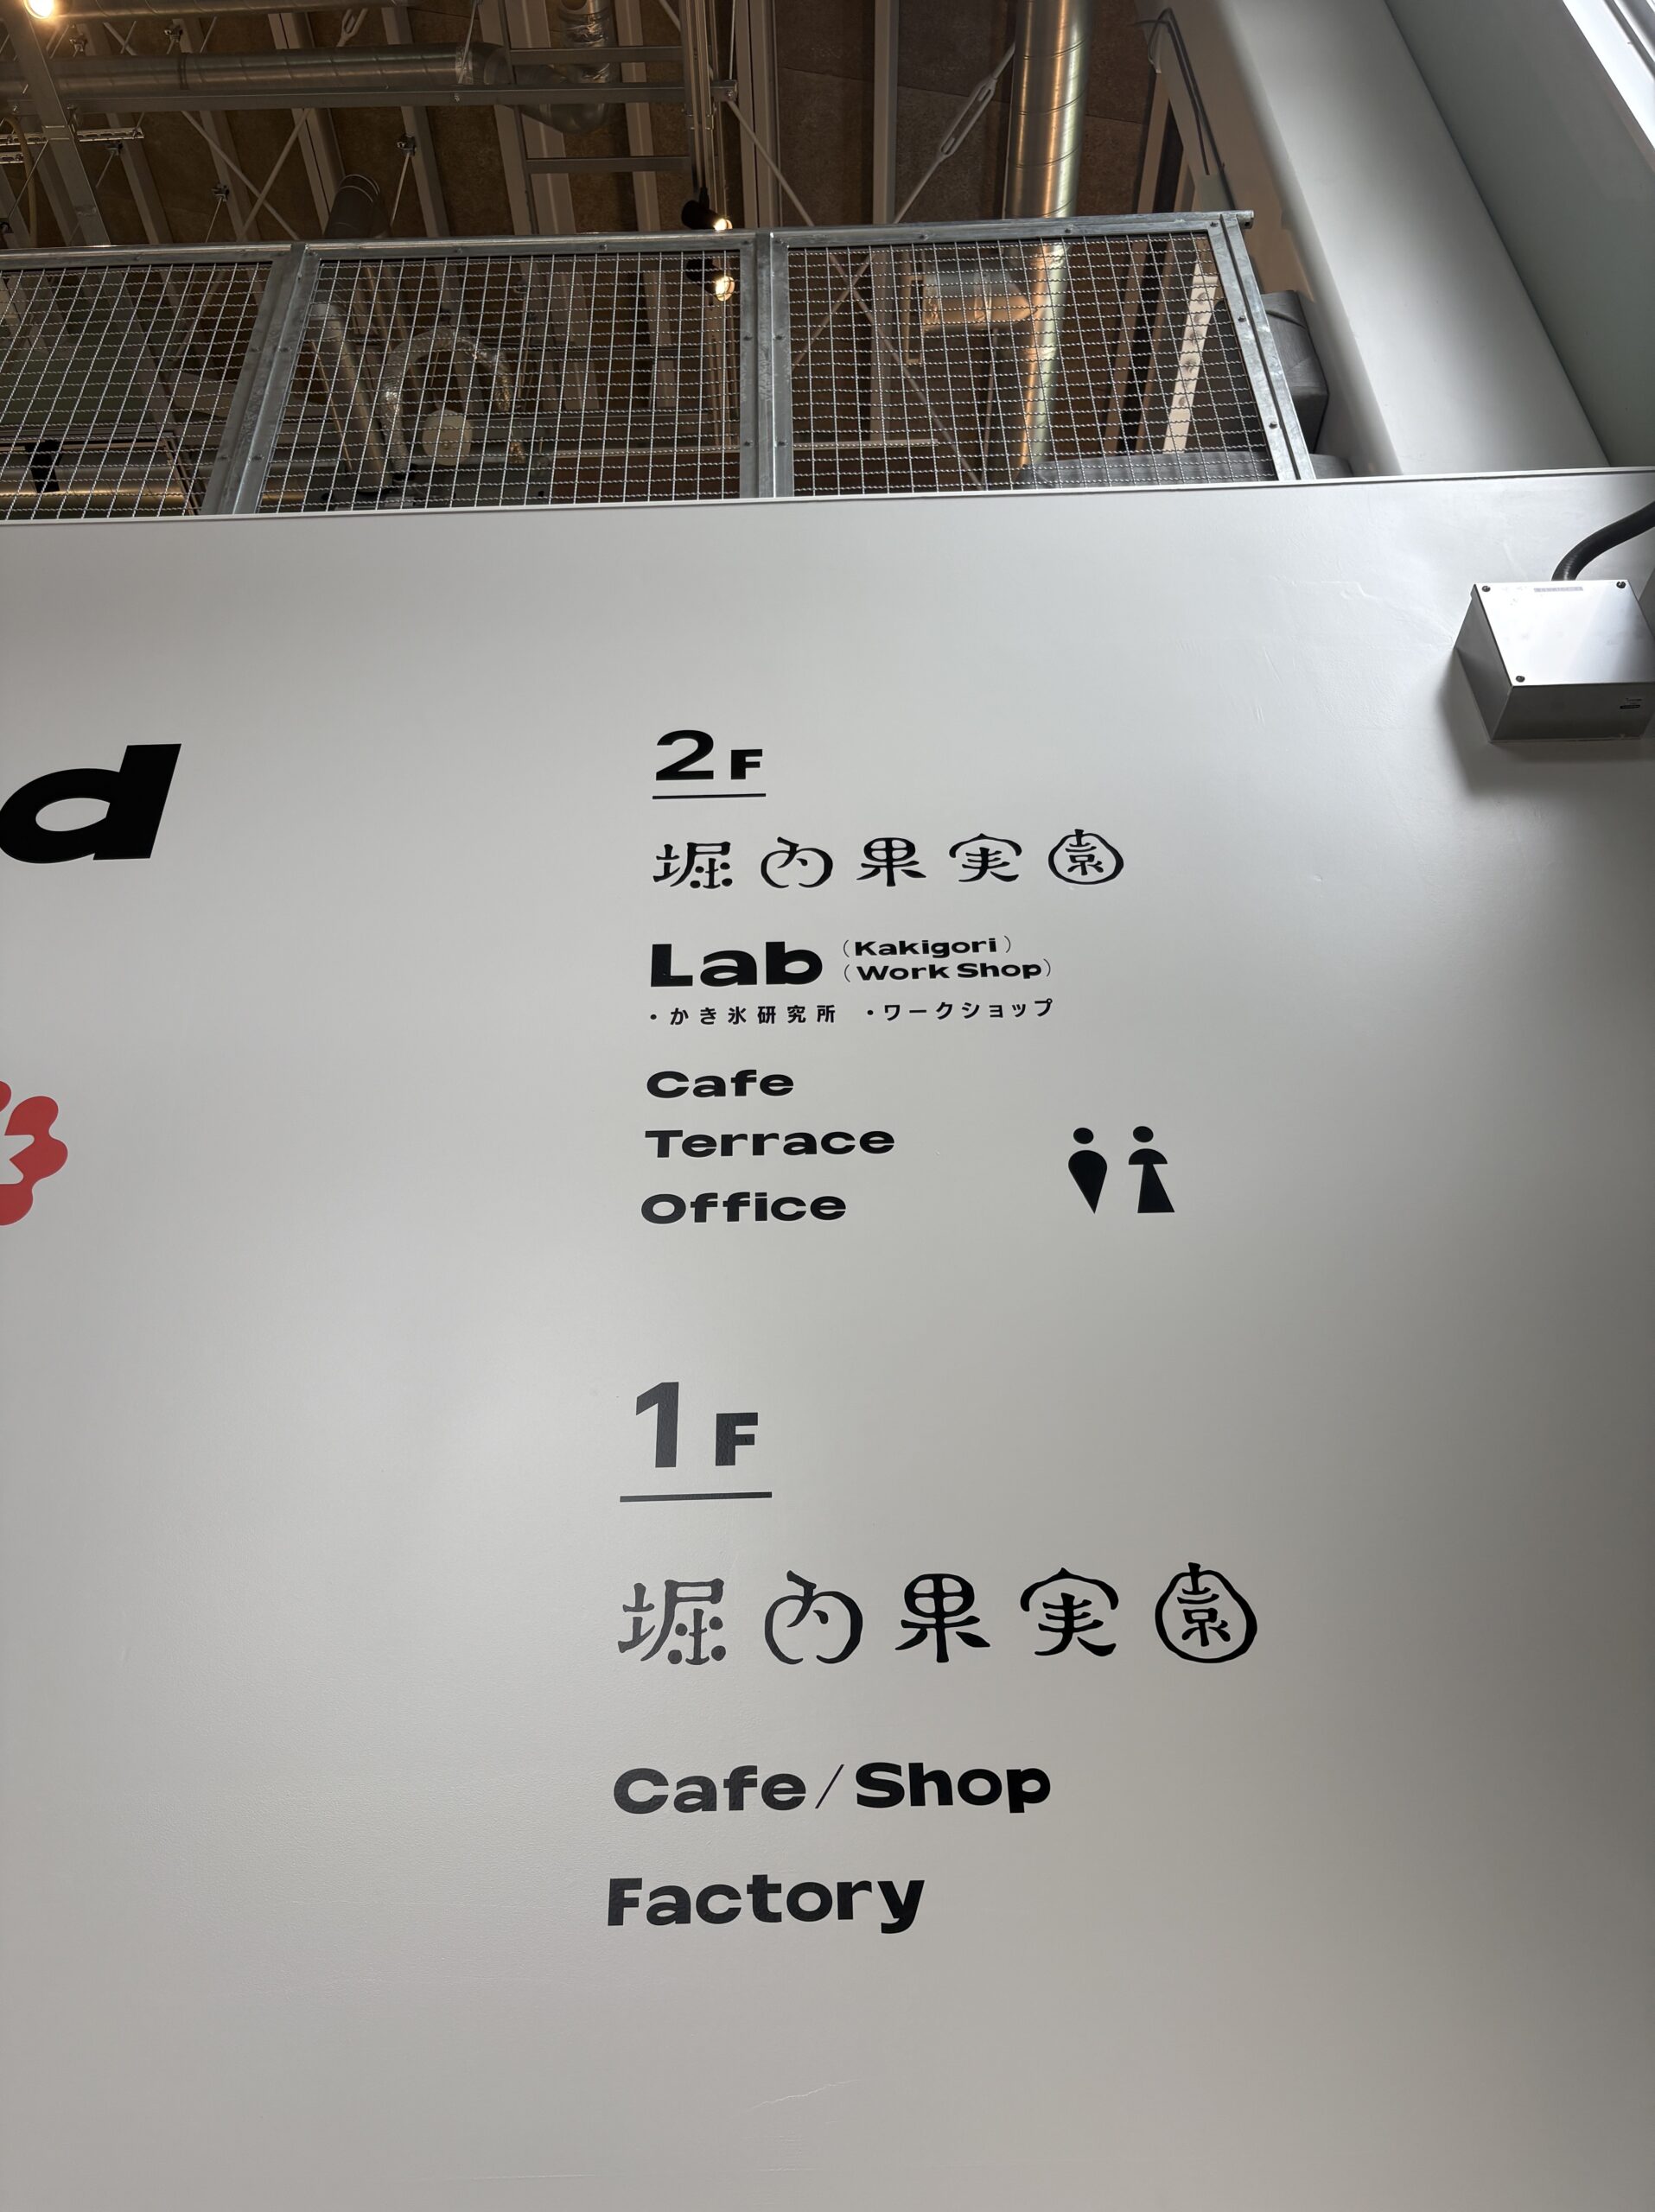 d
2F
堀内果実園
Lab (Kakigori)
(Work Shop)
・かき氷研究所 ・ワークショップ
Cafe
Terrace
Office
1F
堀内果実園
Cafe/Shop
Factory